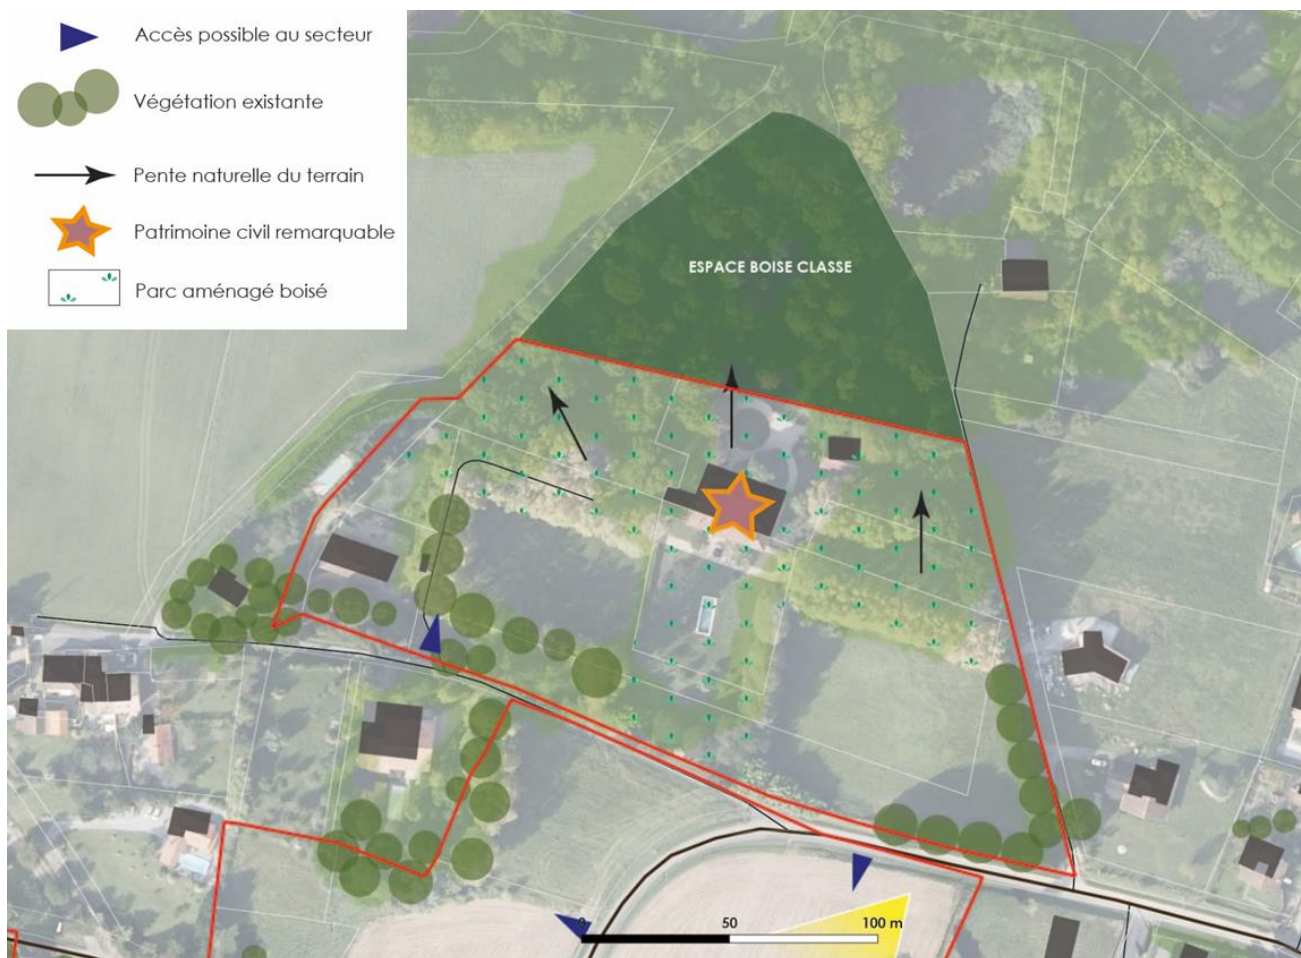 Accès possible au secteur
Végétation existante
Pente naturelle du terrain
Patrimoine civil remarquable
Parc aménagé boisé
ESPACE BOISE CLASSE
0 50 100 m